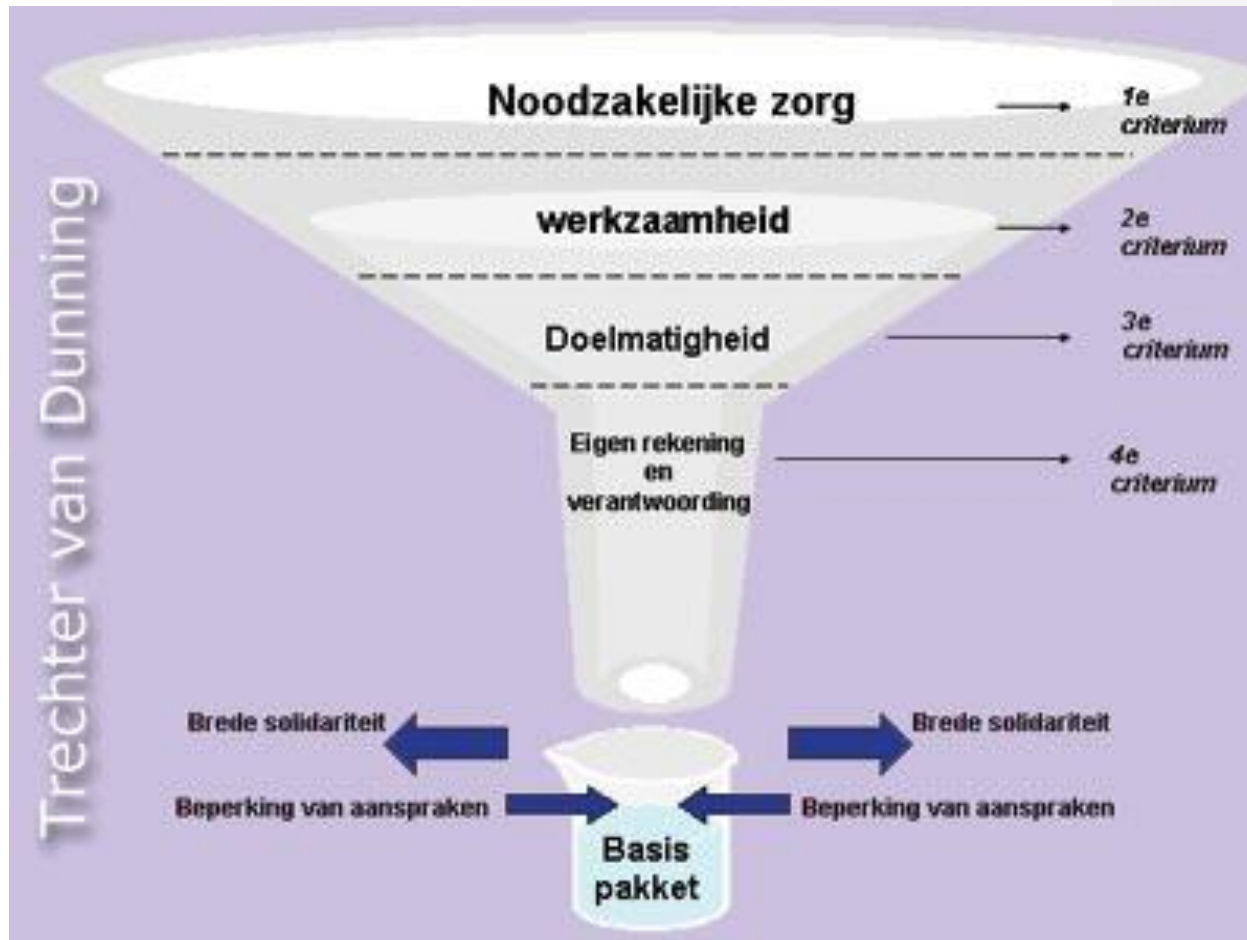 Trechter van Dunning
Noodzakelijke zorg
1e
criterium
werkzaamheid
2e
criterium
Doelmatigheid
3e
criterium
Eigen rekening
en
verantwoording
4e
criterium
Brede solidariteit
Brede solidariteit
Beperking van aanspraken
Beperking van aanspraken
Basis
pakket